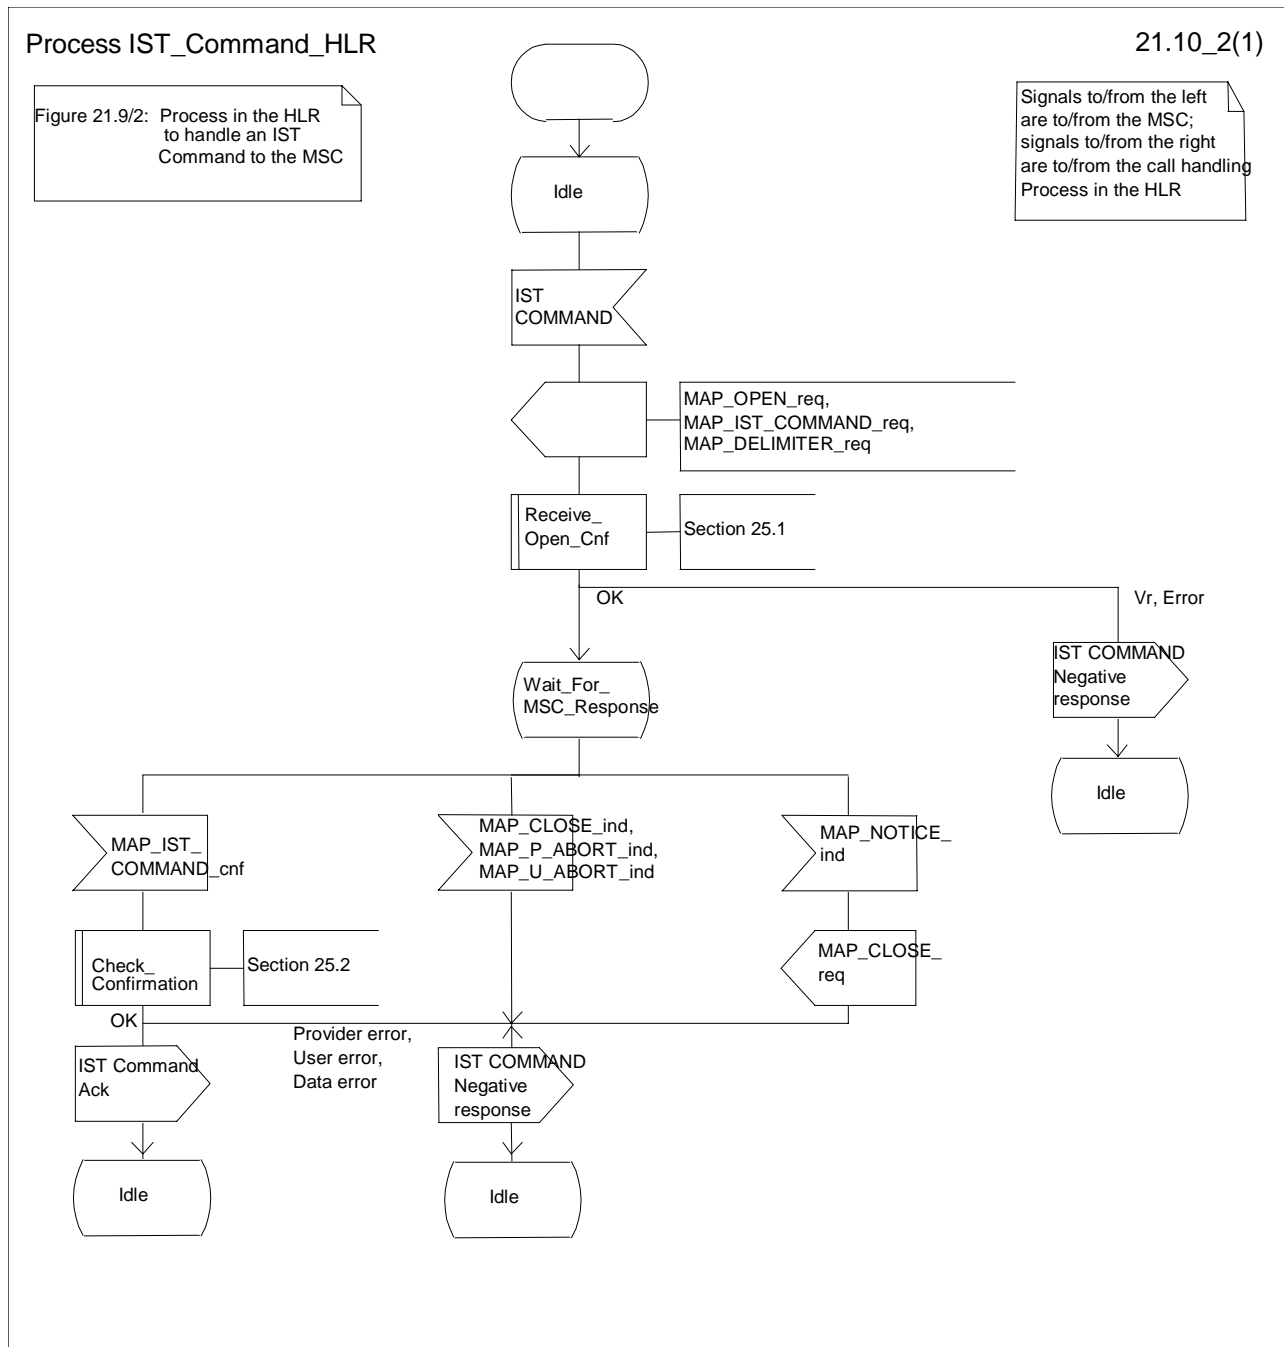 Process IST_Command_HLR
21.10_2(1)
Figure 21.9/2: Process in the HLR
to handle an IST
Command to the MSC
Signals to/from the left
are to/from the MSC;
signals to/from the right
are to/from the call handling
Process in the HLR
Idle
IST
COMMAND
MAP_OPEN_req,
MAP_IST_COMMAND_req,
MAP_DELIMITER_req
Receive_
Open_Cnf
Section 25.1
OK
Vr, Error
IST COMMAND
Negative
response
Wait_For_
MSC_Response
Idle
MAP_IST_
COMMAND_cnf
MAP_CLOSE_ind,
MAP_P_ABORT_ind,
MAP_U_ABORT_ind
MAP_NOTICE_
ind
Check_
Confirmation
Section 25.2
MAP_CLOSE_
req
OK
Provider error,
User error,
Data error
IST Command
Ack
IST COMMAND
Negative
response
Idle
Idle